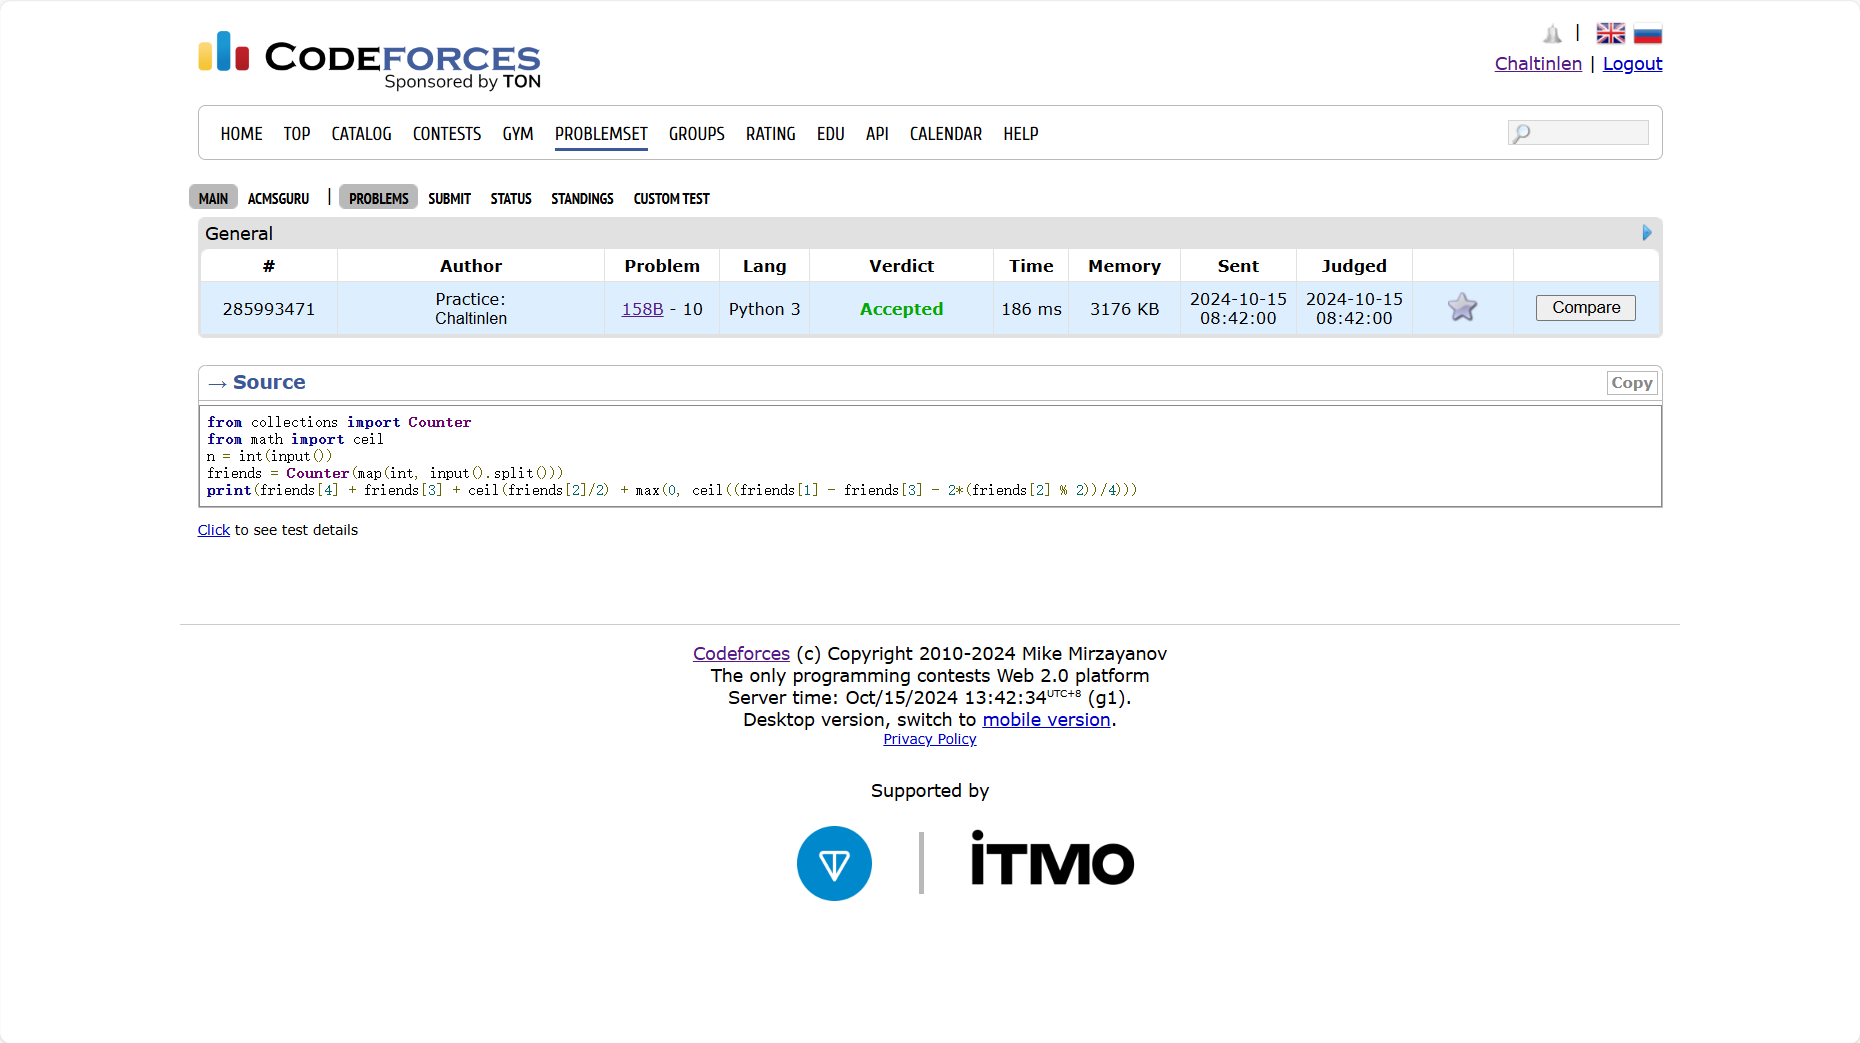 CODEFORCES
Sponsored by TON
|
Chaltinlen | Logout
HOME TOP CATALOG CONTESTS GYM PROBLEMSET GROUPS RATING EDU API CALENDAR HELP
MAIN ACMSGURU | PROBLEMS SUBMIT STATUS STANDINGS CUSTOM TEST
General
# Author Problem Lang Verdict Time Memory Sent Judged
285993471 Practice: Chaltinlen 158B - 10 Python 3 Accepted 186 ms 3176 KB 2024-10-15 08:42:00 2024-10-15 08:42:00 Compare
→ Source Copy
from collections import Counter
from math import ceil
n = int(input())
friends = Counter(map(int, input().split()))
print(friends[4] + friends[3] + ceil(friends[2]/2) + max(0, ceil((friends[1] - friends[3] - 2*(friends[2] % 2))/4)))
Click to see test details
Codeforces (c) Copyright 2010-2024 Mike Mirzayanov
The only programming contests Web 2.0 platform
Server time: Oct/15/2024 13:42:34UTC+8 (g1).
Desktop version, switch to mobile version.
Privacy Policy
Supported by
iTMO